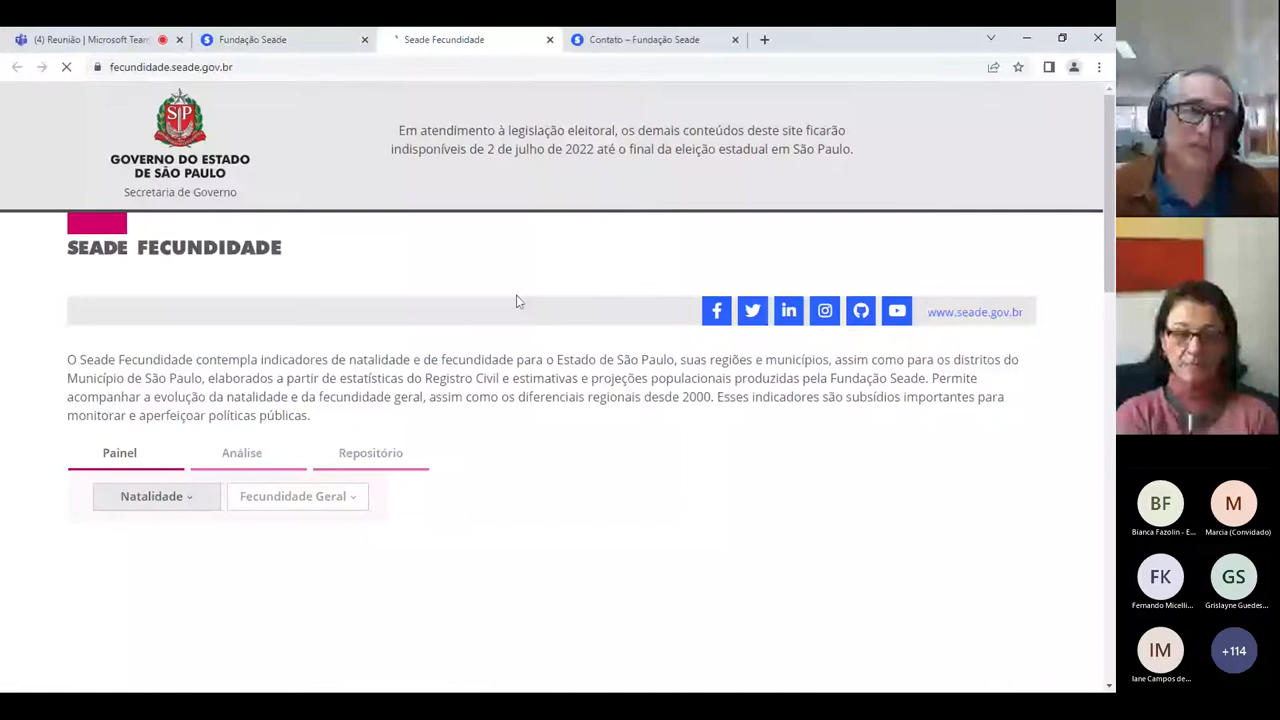 (4) Reunião | Microsoft Team
Fundação Seade
Seade Fecundidade
Contato – Fundação Seade
fecundidade.seade.gov.br
SP
GOVERNO DO ESTADO
DE SÃO PAULO
Secretaria de Governo
Em atendimento à legislação eleitoral, os demais conteúdos deste site ficarão
indisponíveis de 2 de julho de 2022 até o final da eleição estadual em São Paulo.
SEADE FECUNDIDADE
www.seade.gov.br
O Seade Fecundidade contempla indicadores de natalidade e de fecundidade para o Estado de São Paulo, suas regiões e municípios, assim como para os distritos do
Município de São Paulo, elaborados a partir de estatísticas do Registro Civil e estimativas e projeções populacionais produzidas pela Fundação Seade. Permite
acompanhar a evolução da natalidade e da fecundidade geral, assim como os diferenciais regionais desde 2000. Esses indicadores são subsídios importantes para
monitorar e aperfeiçoar políticas públicas.
Painel
Análise
Repositório
Natalidade
Fecundidade Geral
BF
Bianca Fazolin - E...
M
Marcia (Convidado)
FK
Fernando Micelli...
GS
Grislayne Guedes...
IM
Iane Campos de...
+114